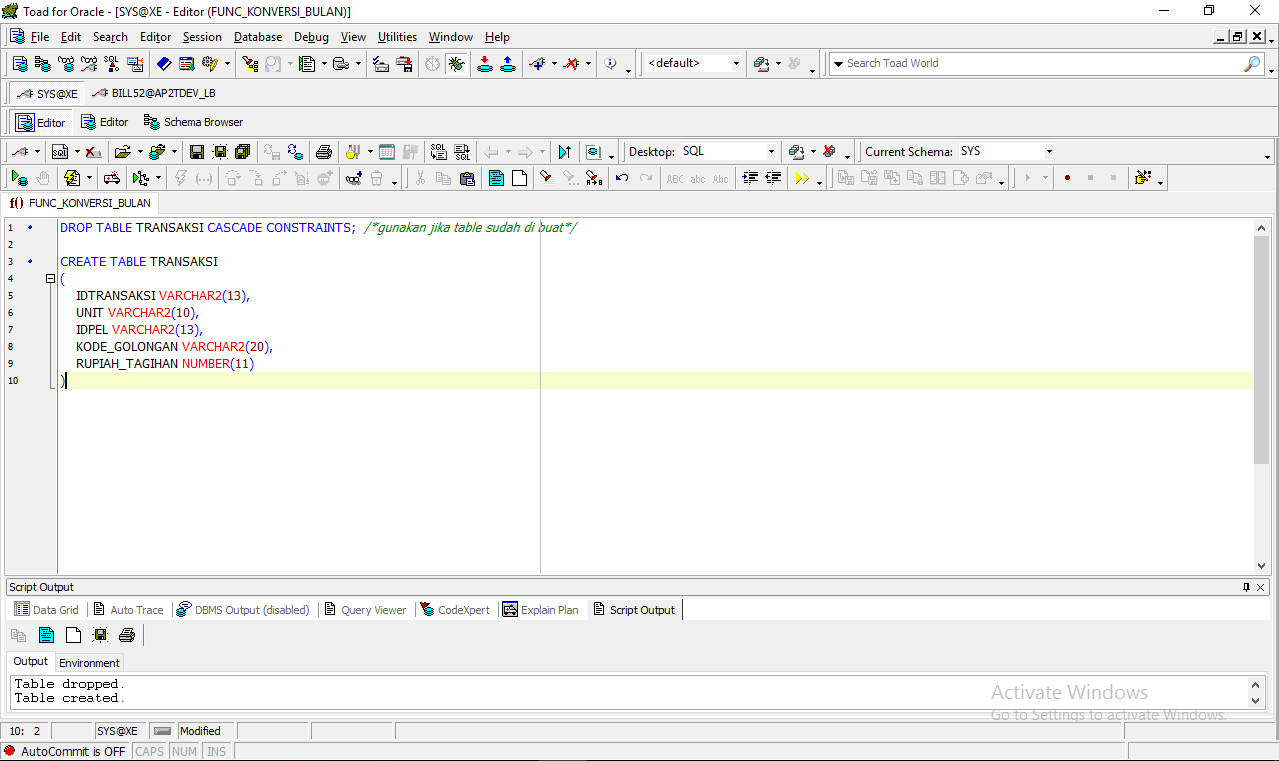 Toad for Oracle - [SYS@XE - Editor (FUNC_KONVERSI_BULAN)]
File Edit Search Editor Session Database Debug View Utilities Window Help
<default> Search Toad World
SYS@XE BILL52@AP2TDEV_LB
Editor Editor Schema Browser
SQL SQL SQL Desktop: SQL Current Schema: SYS
ABC abc Abc
f() FUNC_KONVERSI_BULAN
1 DROP TABLE TRANSAKSI CASCADE CONSTRAINTS; /*gunakan jika table sudah di buat*/
2
3 CREATE TABLE TRANSAKSI
4 (
5 IDTRANSAKSI VARCHAR2(13),
6 UNIT VARCHAR2(10),
7 IDPEL VARCHAR2(13),
8 KODE_GOLONGAN VARCHAR2(20),
9 RUPIAH_TAGIHAN NUMBER(11)
10 )
Script Output
Data Grid Auto Trace DBMS Output (disabled) Query Viewer CodeXpert Explain Plan Script Output
Output Environment
Table dropped.
Table created.
Activate Windows
Go to Settings to activate Windows.
10: 2 SYS@XE Modified
AutoCommit is OFF CAPS NUM INS